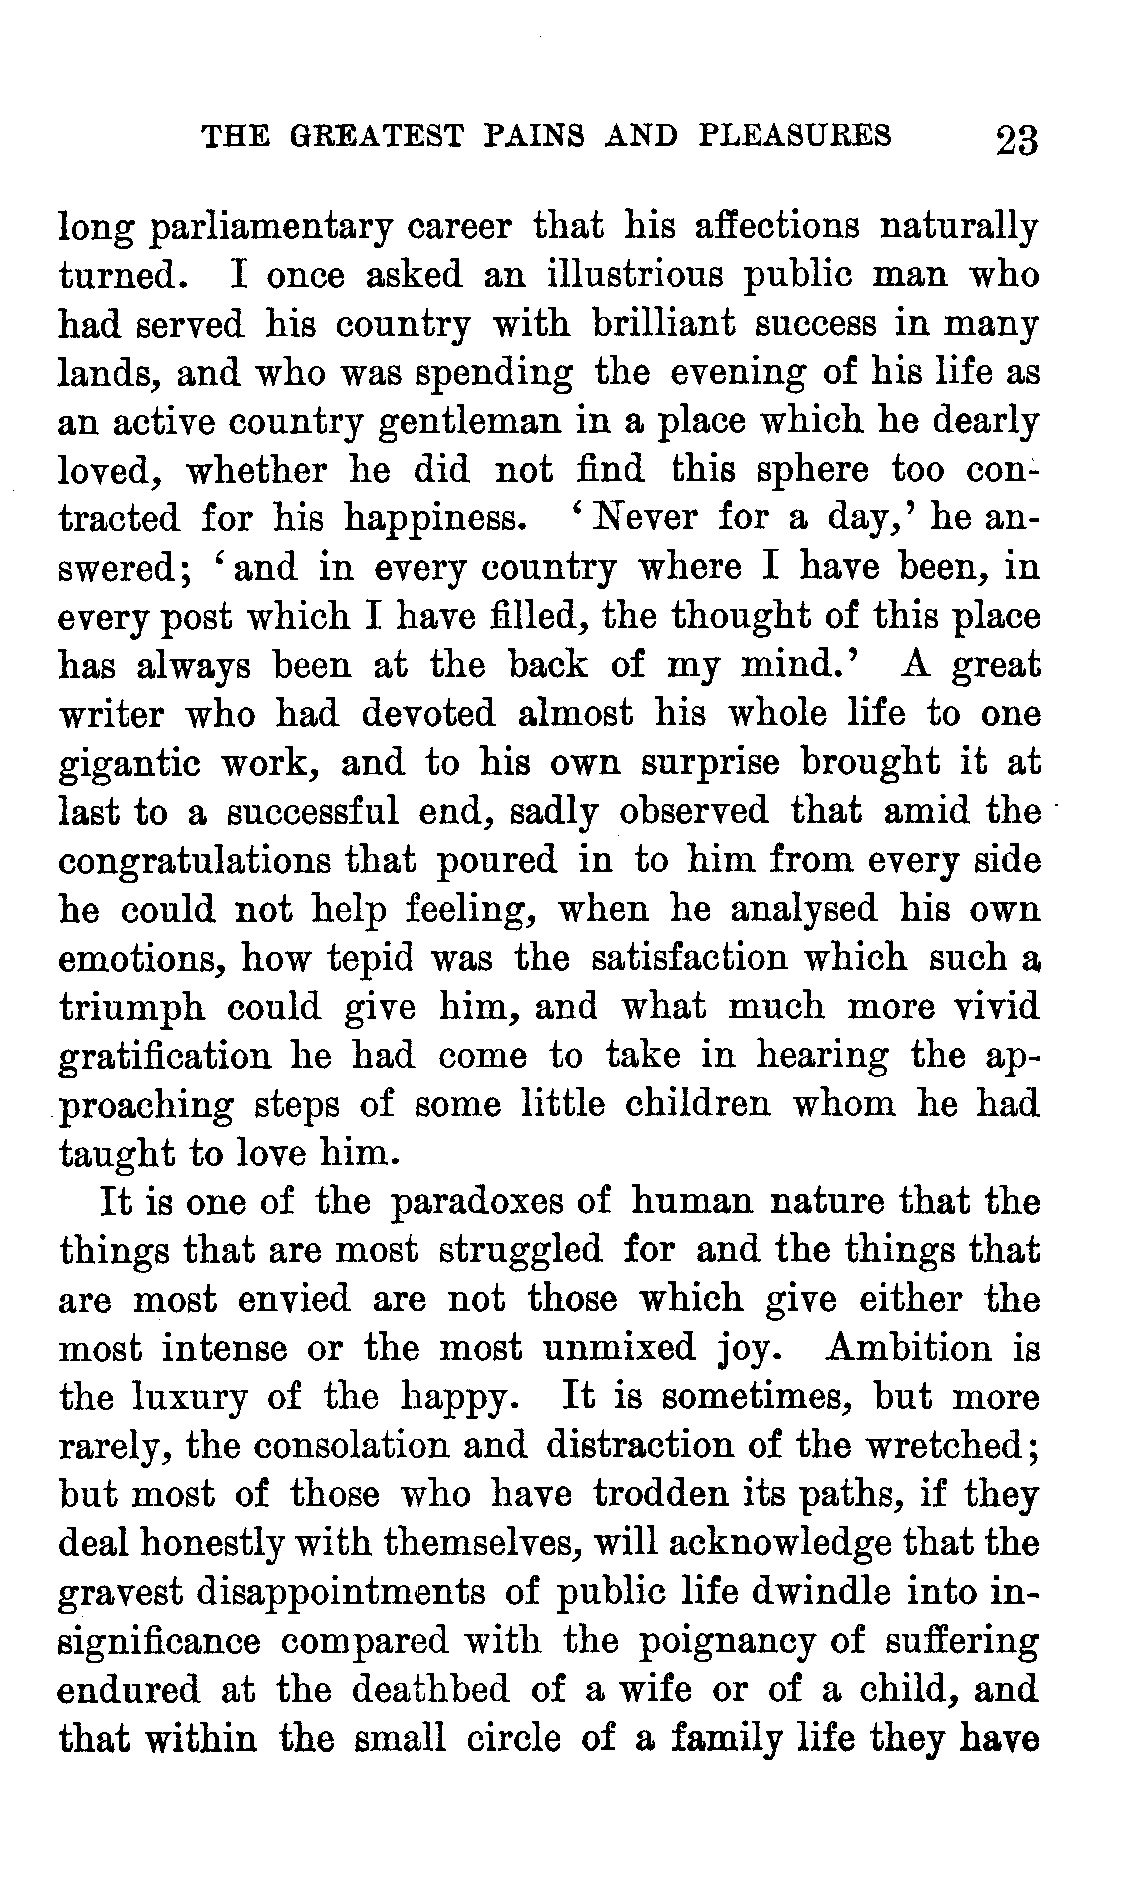 THE GREATEST PAINS AND PLEASURES 23
long parliamentary career that his affections naturally
turned. I once asked an illustrious public man who
had served his country with brilliant success in many
lands, and who was spending the evening of his life as
an active country gentleman in a place which he dearly
loved, whether he did not find this sphere too con-
tracted for his happiness. ‘Never for a day,’ he an-
swered; ‘and in every country where I have been, in
every post which I have filled, the thought of this place
has always been at the back of my mind.’ A great
writer who had devoted almost his whole life to one
gigantic work, and to his own surprise brought it at
last to a successful end, sadly observed that amid the
congratulations that poured in to him from every side
he could not help feeling, when he analysed his own
emotions, how tepid was the satisfaction which such a
triumph could give him, and what much more vivid
gratification he had come to take in hearing the ap-
proaching steps of some little children whom he had
taught to love him.
It is one of the paradoxes of human nature that the
things that are most struggled for and the things that
are most envied are not those which give either the
most intense or the most unmixed joy. Ambition is
the luxury of the happy. It is sometimes, but more
rarely, the consolation and distraction of the wretched;
but most of those who have trodden its paths, if they
deal honestly with themselves, will acknowledge that the
gravest disappointments of public life dwindle into in-
significance compared with the poignancy of suffering
endured at the deathbed of a wife or of a child, and
that within the small circle of a family life they have